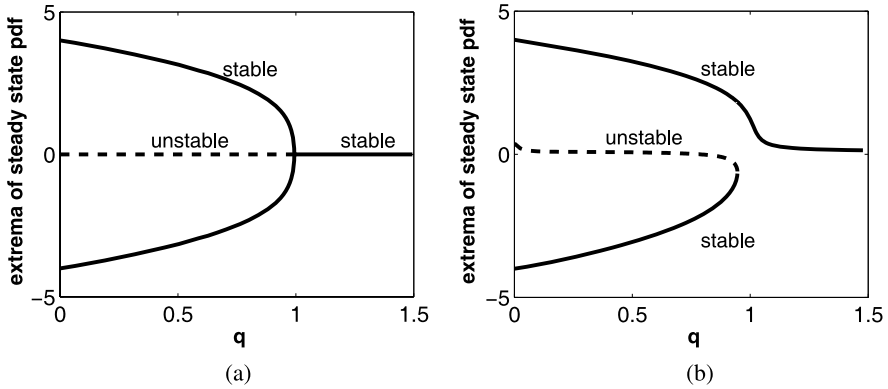 (a)
extrema of steady state pdf
5
0
−5
stable
unstable
stable
0
0.5
1
1.5
q
(a)
(b)
extrema of steady state pdf
5
0
−5
stable
unstable
stable
0
0.5
1
1.5
q
(b)